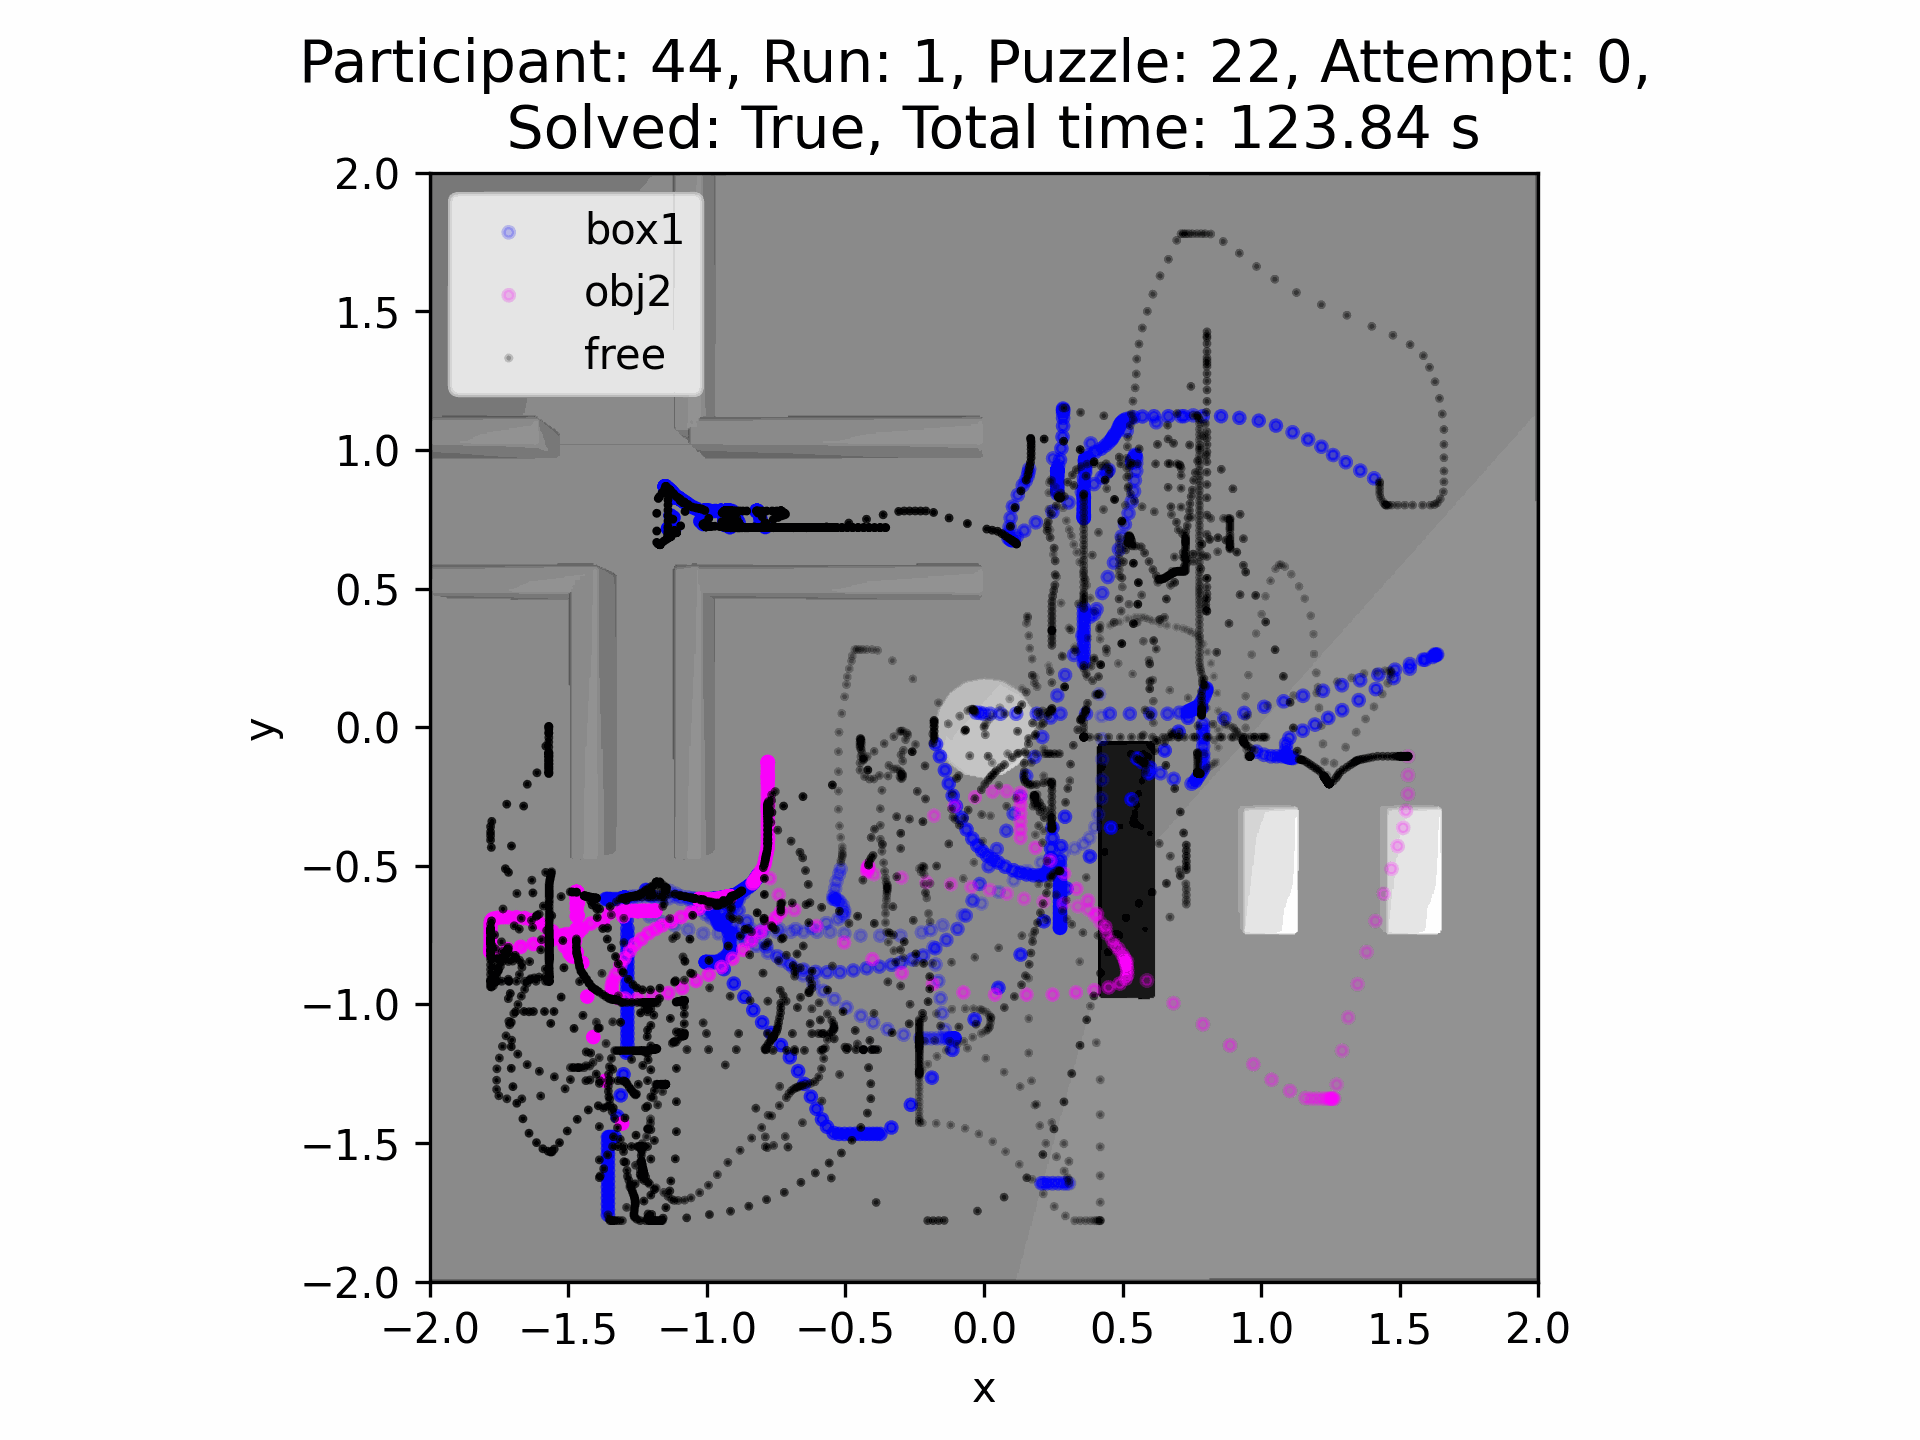 Participant: 44, Run: 1, Puzzle: 22, Attempt: 0,
Solved: True, Total time: 123.84 s
box1
obj2
free
2.0
1.5
1.0
0.5
0.0
−0.5
−1.0
−1.5
−2.0
y
−2.0 −1.5 −1.0 −0.5 0.0 0.5 1.0 1.5 2.0
x